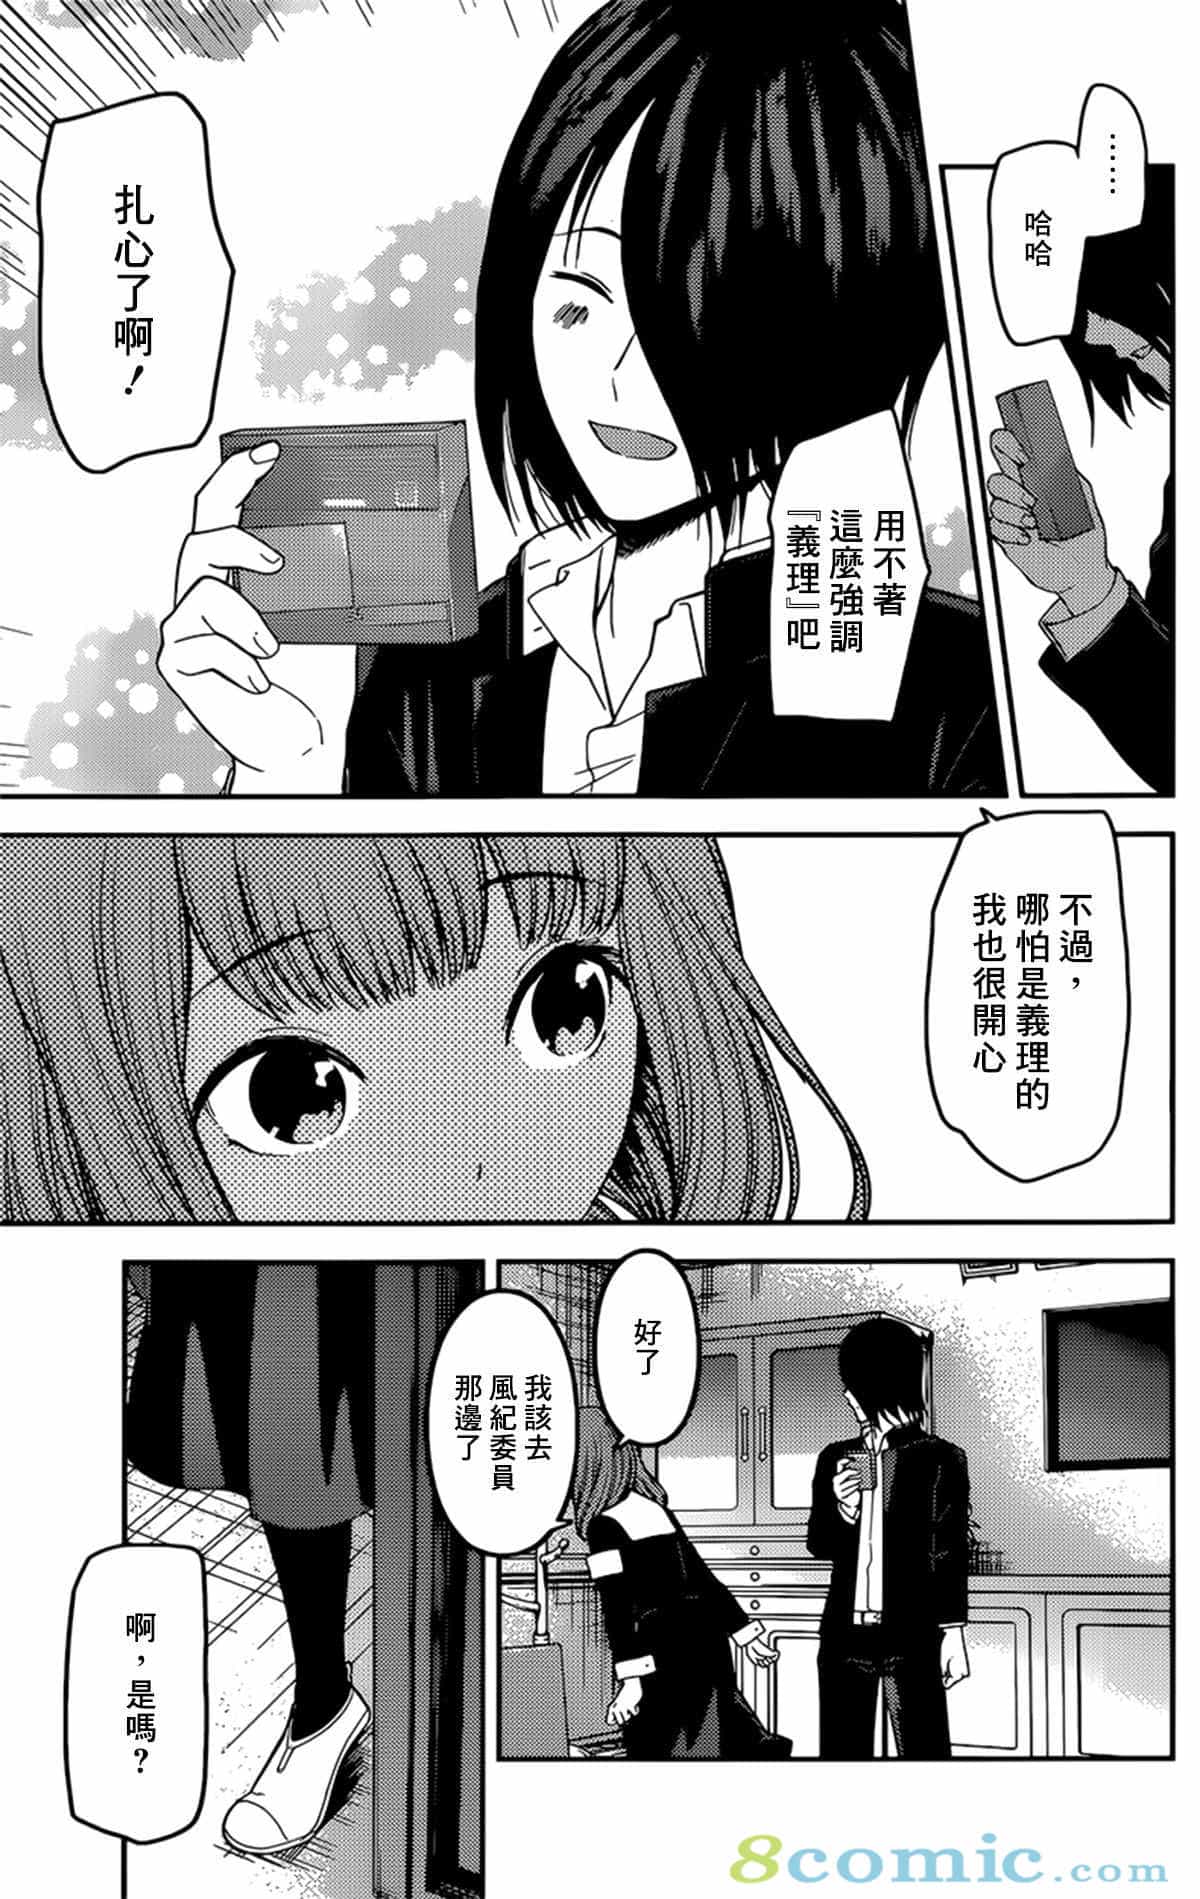 ……
哈哈
用不著
這麼強調
『義理』吧
扎心了啊！
不過，
哪怕是義理的
我也很開心
好了
我該去
風紀委員
那邊了
啊，是嗎？
8comic.com